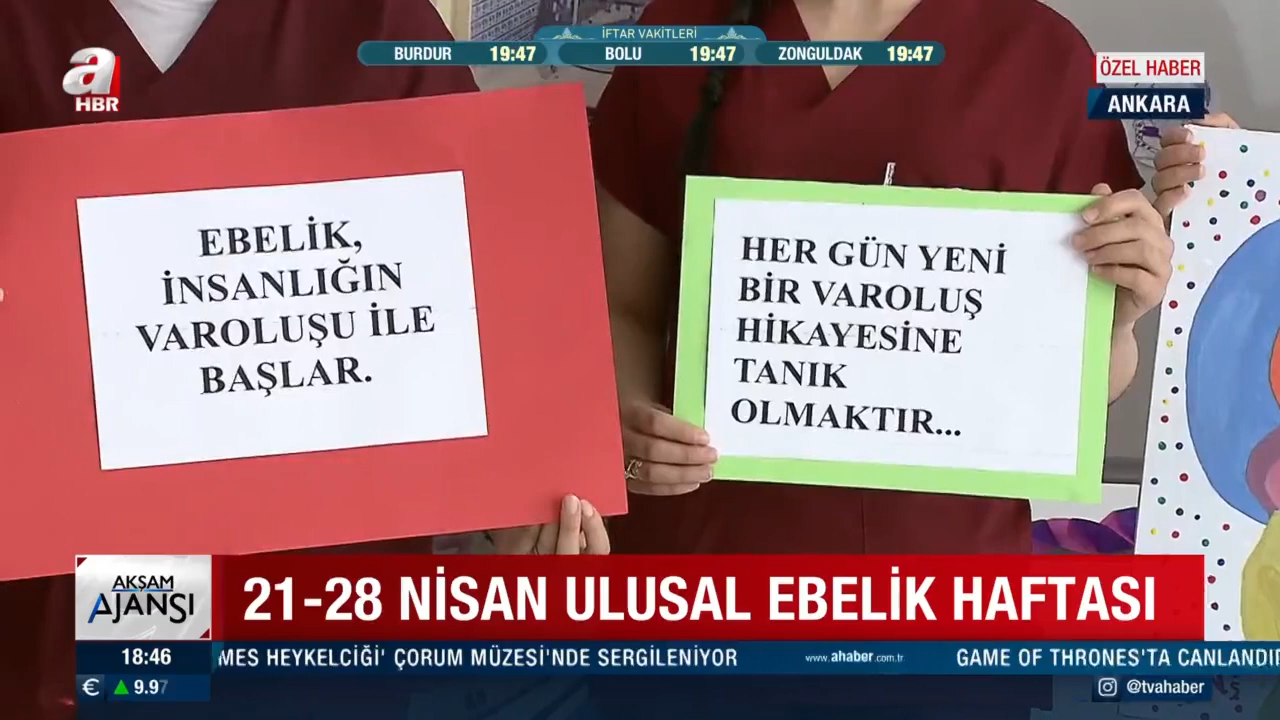 İFTAR VAKİTLERİ
BURDUR 19:47 BOLU 19:47 ZONGULDAK 19:47
a
HBR
ÖZEL HABER
ANKARA
EBELİK,
İNSANLIĞIN
VAROLUŞU İLE
BAŞLAR.
HER GÜN YENİ
BİR VAROLUŞ
HİKAYESİNE
TANIK
OLMAKTIR...
AKŞAM
AJANSI
21-28 NİSAN ULUSAL EBELİK HAFTASI
18:46 MES HEYKELCİĞİ' ÇORUM MÜZESİ'NDE SERGİLENİYOR www.ahaber.com.tr GAME OF THRONES'TA CANLANDI
€ 9.97
@tvahaber